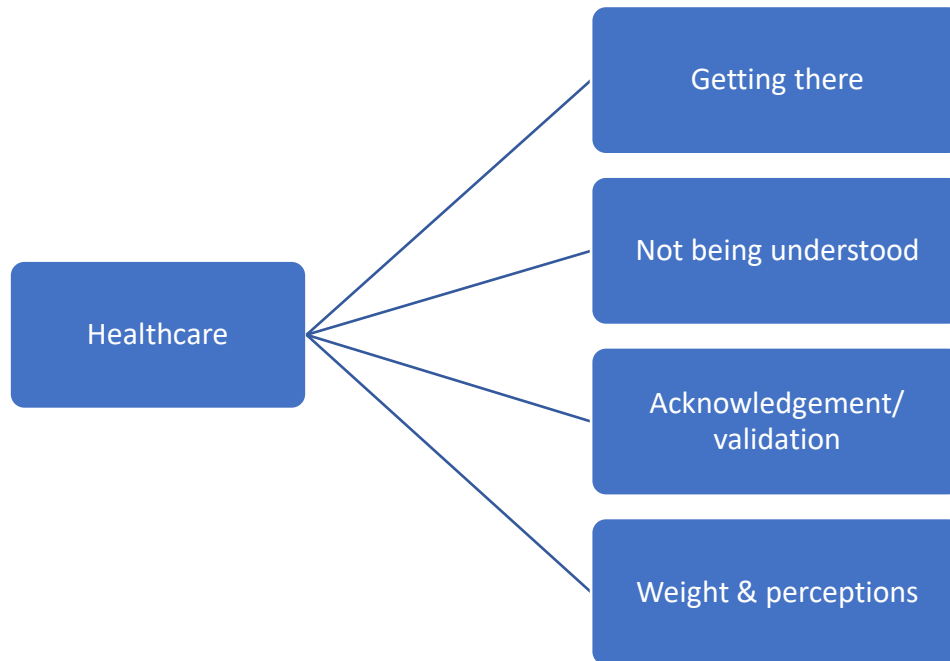 Getting there
Not being understood
Healthcare
Acknowledgement/
validation
Weight & perceptions